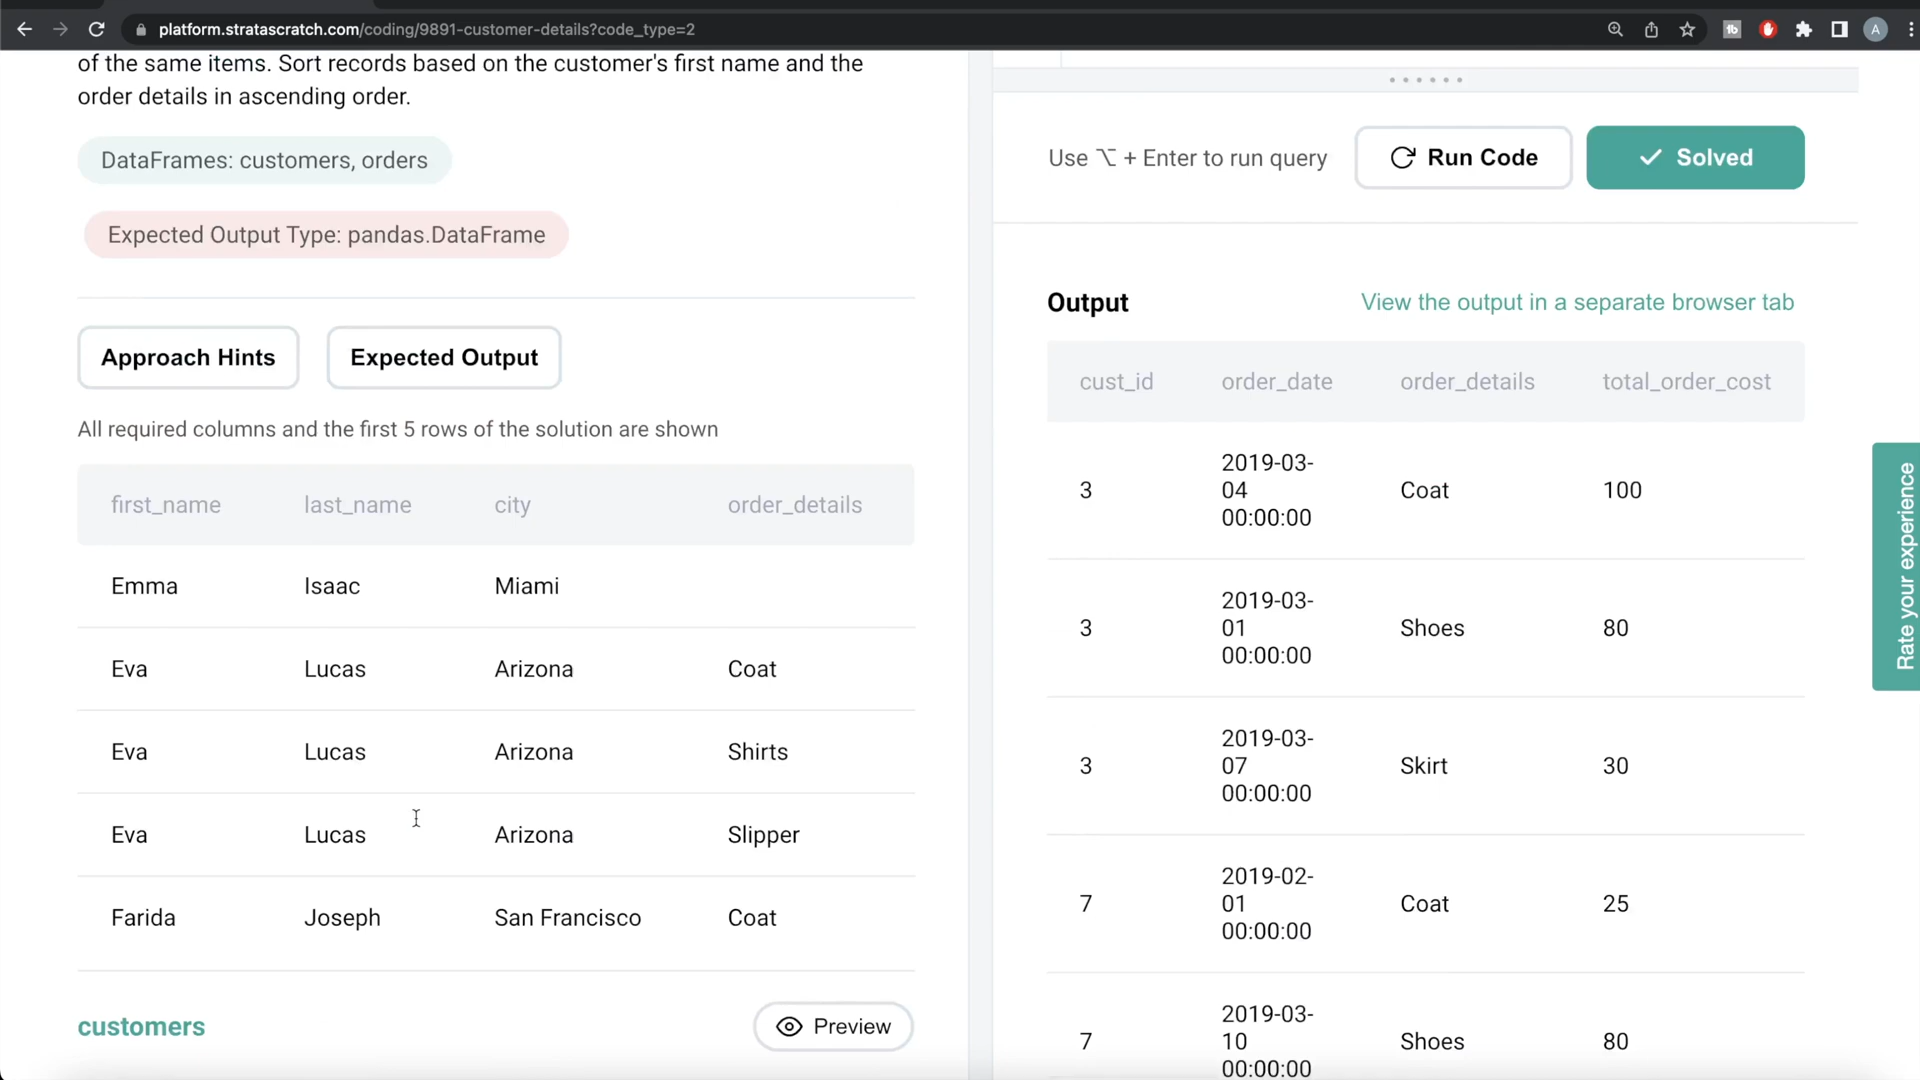 platform.stratascratch.com/coding/9891-customer-details?code_type=2
of the same items. Sort records based on the customer's first name and the
order details in ascending order.
DataFrames: customers, orders
Expected Output Type: pandas.DataFrame
Approach Hints
Expected Output
All required columns and the first 5 rows of the solution are shown
first_name last_name city order_details
Emma Isaac Miami
Eva Lucas Arizona Coat
Eva Lucas Arizona Shirts
Eva Lucas Arizona Slipper
Farida Joseph San Francisco Coat
customers
Preview
Use ⌥ + Enter to run query
Run Code
Solved
Output
View the output in a separate browser tab
cust_id order_date order_details total_order_cost
3 2019-03-
04
00:00:00 Coat 100
3 2019-03-
01
00:00:00 Shoes 80
3 2019-03-
07
00:00:00 Skirt 30
7 2019-02-
01
00:00:00 Coat 25
7 2019-03-
10
00:00:00 Shoes 80
Rate your experience
A
tb